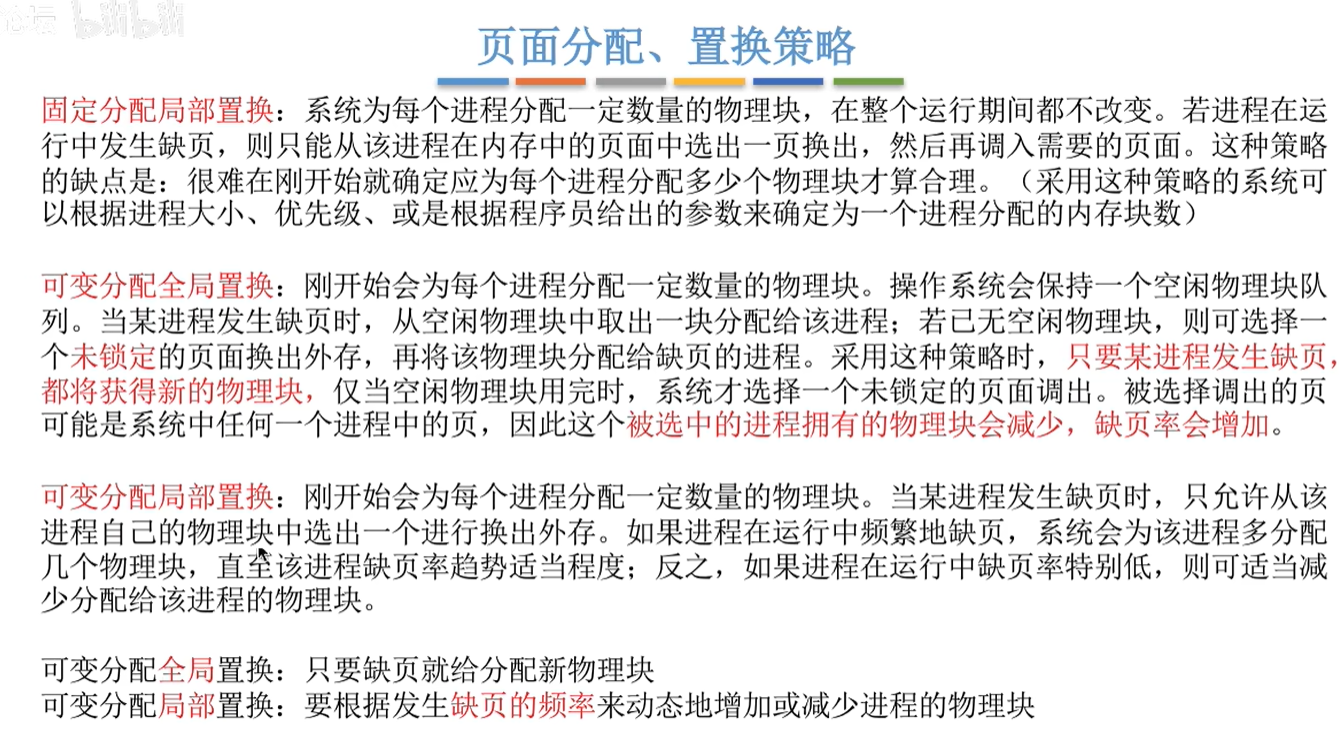 论坛 bilibili
页面分配、置换策略
固定分配局部置换：系统为每个进程分配一定数量的物理块，在整个运行期间都不改变。若进程在运
行中发生缺页，则只能从该进程在内存中的页面中选出一页换出，然后再调入需要的页面。这种策略
的缺点是：很难在刚开始就确定应为每个进程分配多少个物理块才算合理。（采用这种策略的系统可
以根据进程大小、优先级、或是根据程序员给出的参数来确定为一个进程分配的内存块数）
可变分配全局置换：刚开始会为每个进程分配一定数量的物理块。操作系统会保持一个空闲物理块队
列。当某进程发生缺页时，从空闲物理块中取出一块分配给该进程；若已无空闲物理块，则可选择一
个未锁定的页面换出外存，再将该物理块分配给缺页的进程。采用这种策略时，只要某进程发生缺页，
都将获得新的物理块，仅当空闲物理块用完时，系统才选择一个未锁定的页面调出。被选择调出的页
可能是系统中任何一个进程中的页，因此这个被选中的进程拥有的物理块会减少，缺页率会增加。
可变分配局部置换：刚开始会为每个进程分配一定数量的物理块。当某进程发生缺页时，只允许从该
进程自己的物理块中选出一个进行换出外存。如果进程在运行中频繁地缺页，系统会为该进程多分配
几个物理块，直至该进程缺页率趋势适当程度；反之，如果进程在运行中缺页率特别低，则可适当减
少分配给该进程的物理块。
可变分配全局置换：只要缺页就给分配新物理块
可变分配局部置换：要根据发生缺页的频率来动态地增加或减少进程的物理块